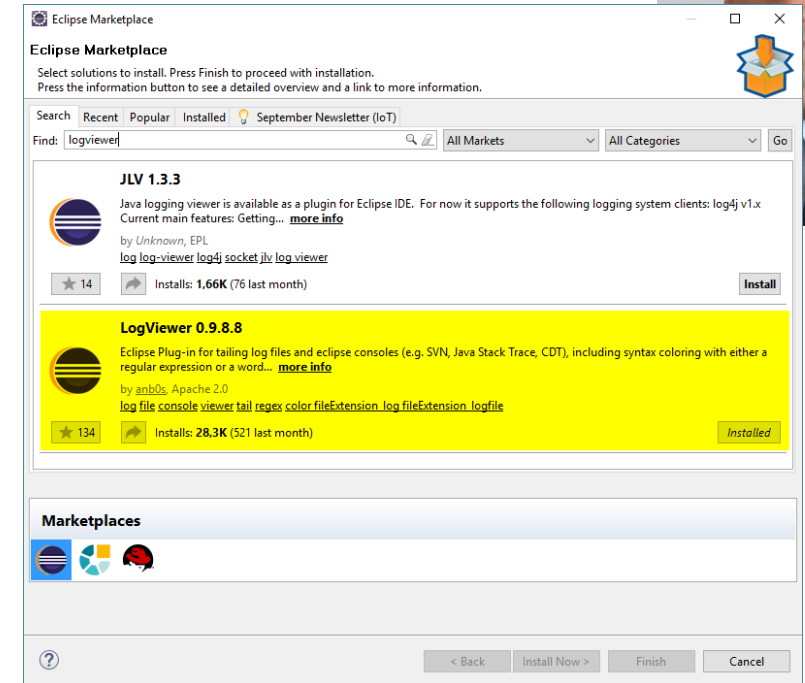 Eclipse Marketplace
Eclipse Marketplace
Select solutions to install. Press Finish to proceed with installation.
Press the information button to see a detailed overview and a link to more information.
Search Recent Popular Installed September Newsletter (IoT)
Find: logviewer All Markets All Categories Go
JLV 1.3.3
Java logging viewer is available as a plugin for Eclipse IDE. For now it supports the following logging system clients: log4j v1.x
Current main features: Getting... more info
by Unknown, EPL
log log-viewer log4j socket jlv log viewer
14 Installs: 1,66K (76 last month) Install
LogViewer 0.9.8.8
Eclipse Plug-in for tailing log files and eclipse consoles (e.g. SVN, Java Stack Trace, CDT), including syntax coloring with either a
regular expression or a word... more info
by anb0s, Apache 2.0
log file console viewer tail regex color fileExtension_log fileExtension_logfile
134 Installs: 28,3K (521 last month) Installed
Marketplaces
? < Back Install Now > Finish Cancel